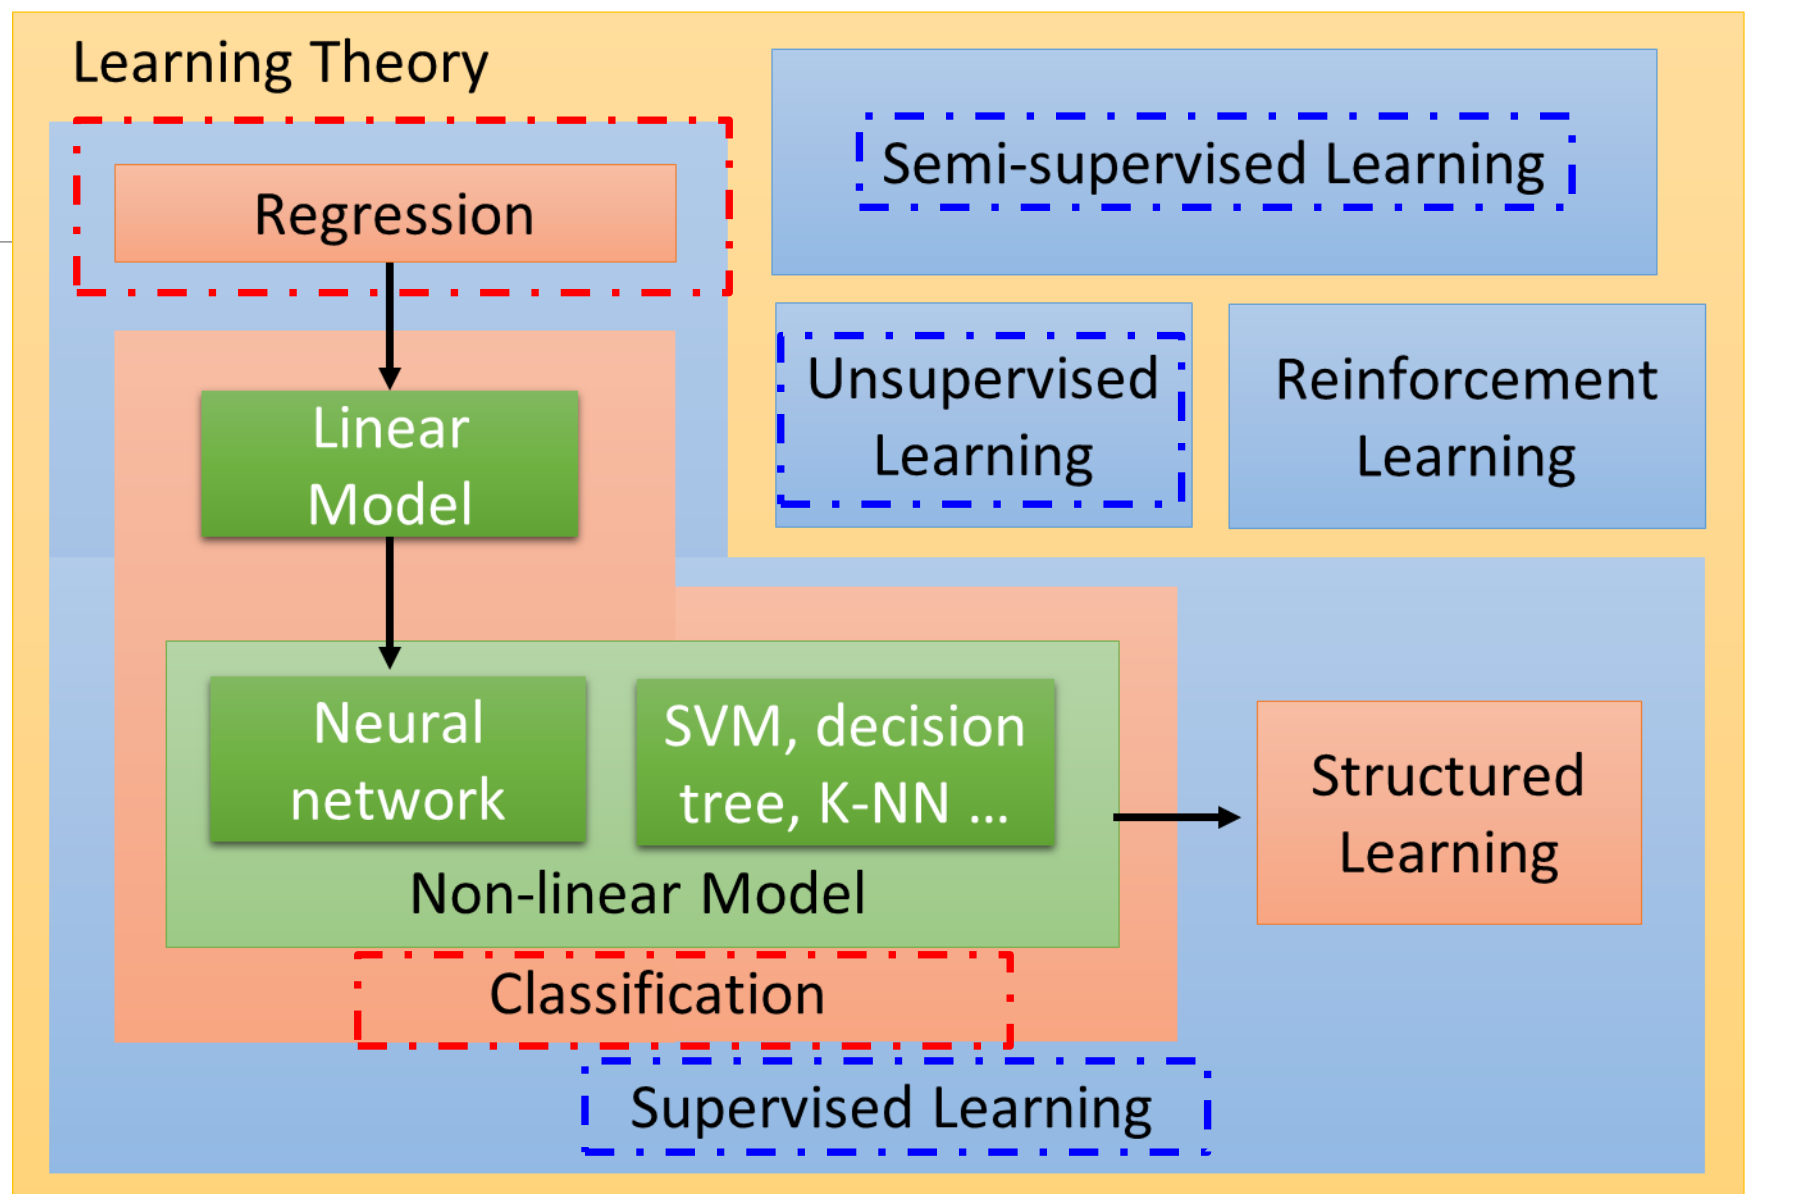 Learning Theory
Semi-supervised Learning
Regression
Unsupervised
Learning
Reinforcement
Learning
Linear
Model
Neural
network
SVM, decision
tree, K-NN ...
Non-linear Model
Structured
Learning
Classification
Supervised Learning